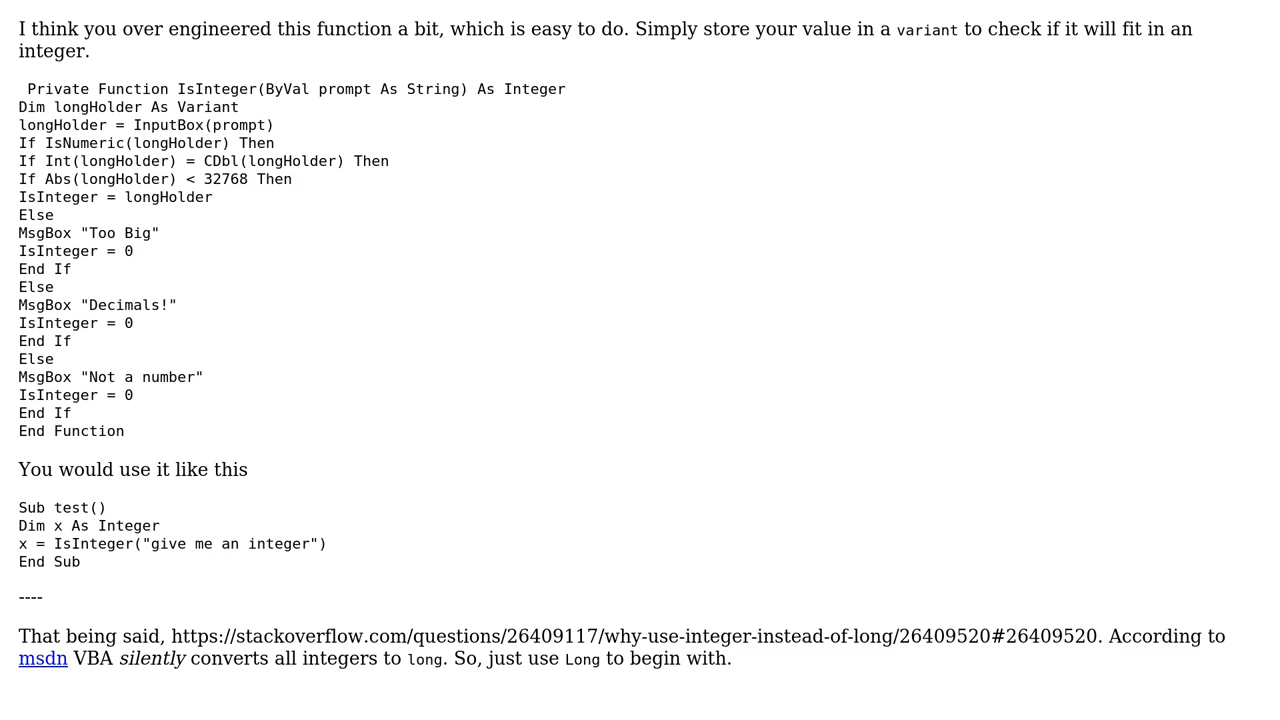 I think you over engineered this function a bit, which is easy to do. Simply store your value in a variant to check if it will fit in an
integer.
Private Function IsInteger(ByVal prompt As String) As Integer
Dim longHolder As Variant
longHolder = InputBox(prompt)
If IsNumeric(longHolder) Then
If Int(longHolder) = CDbl(longHolder) Then
If Abs(longHolder) < 32768 Then
IsInteger = longHolder
Else
MsgBox "Too Big"
IsInteger = 0
End If
Else
MsgBox "Decimals!"
IsInteger = 0
End If
Else
MsgBox "Not a number"
IsInteger = 0
End If
End Function
You would use it like this
Sub test()
Dim x As Integer
x = IsInteger("give me an integer")
End Sub
----
That being said, https://stackoverflow.com/questions/26409117/why-use-integer-instead-of-long/26409520#26409520. According to
msdn VBA silently converts all integers to long. So, just use Long to begin with.